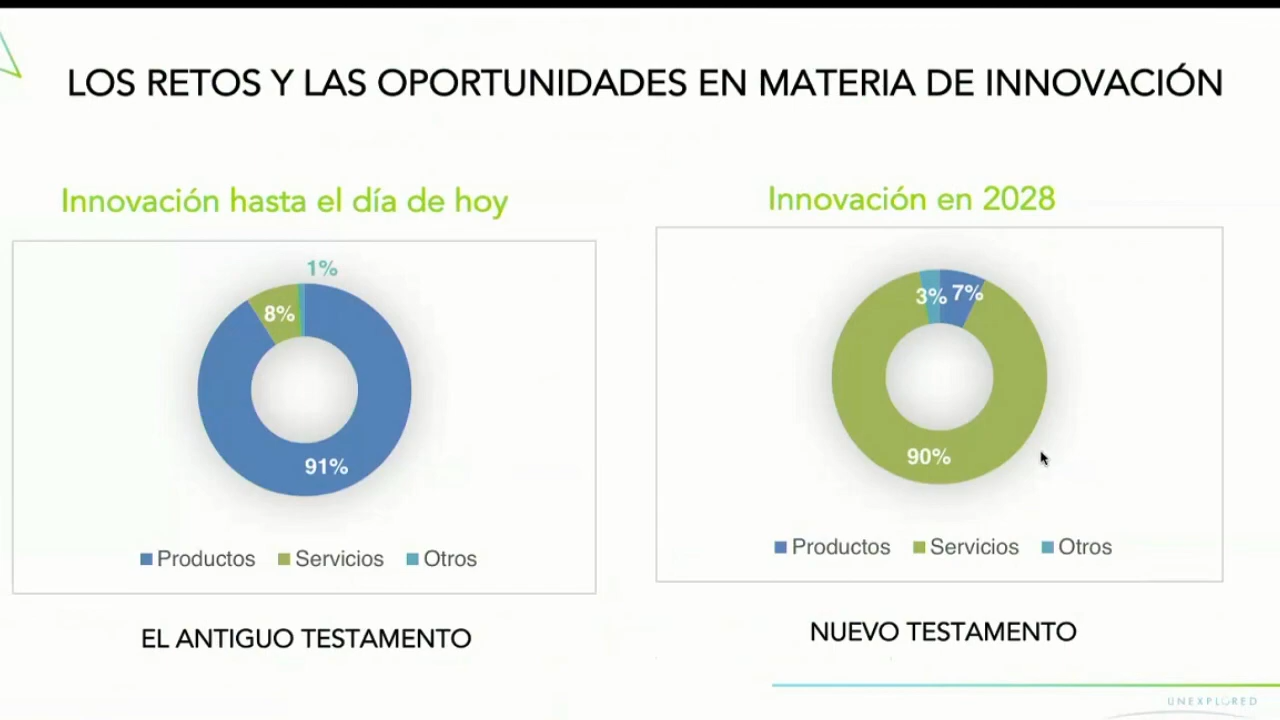 LOS RETOS Y LAS OPORTUNIDADES EN MATERIA DE INNOVACIÓN
Innovación hasta el día de hoy
1%
8%
91%
Productos Servicios Otros
EL ANTIGUO TESTAMENTO
Innovación en 2028
3% 7%
90%
Productos Servicios Otros
NUEVO TESTAMENTO
UNEXPLORED